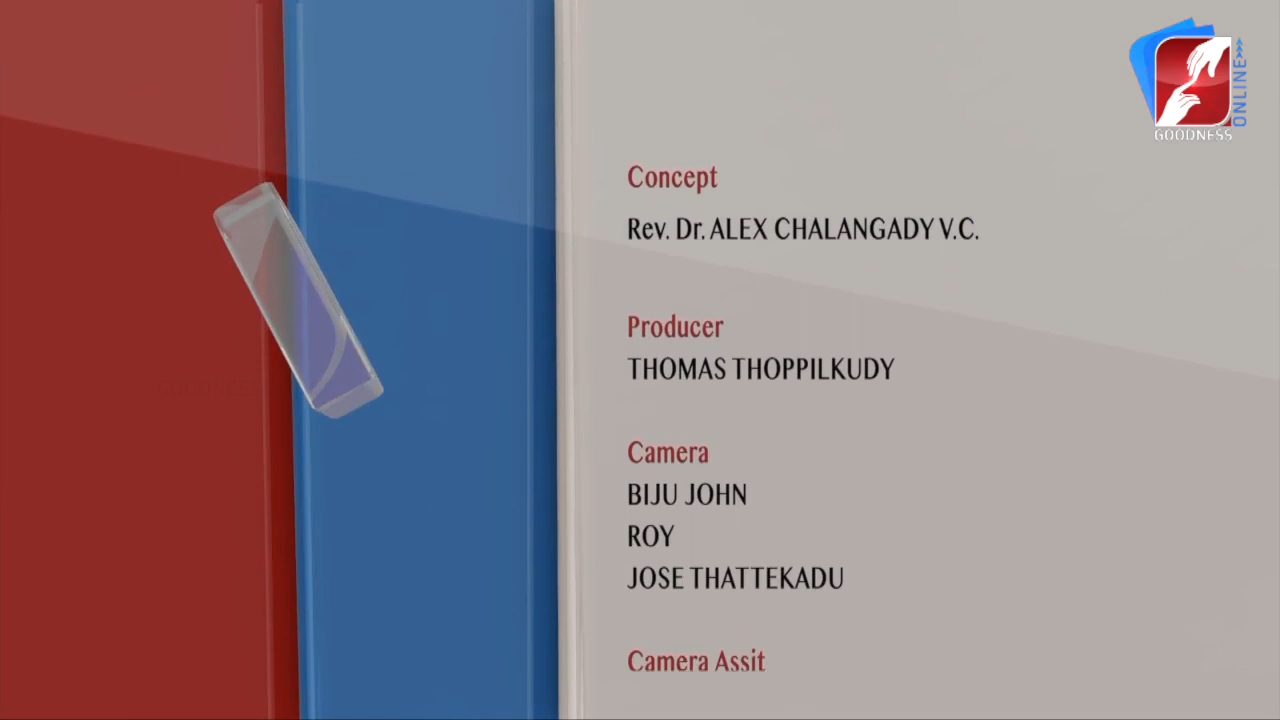 ONLINE
GOODNESS
Concept
Rev. Dr. ALEX CHALANGADY V.C.
Producer
THOMAS THOPPILKUDY
Camera
BIJU JOHN
ROY
JOSE THATTEKADU
Camera Assit